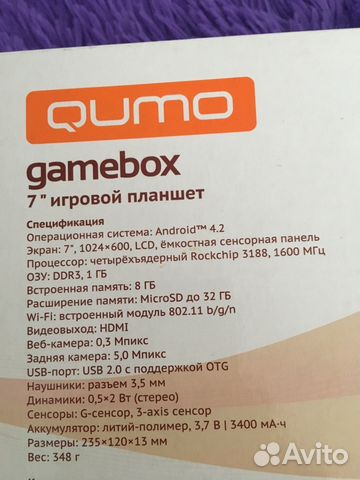 QUMO
gamebox
7" игровой планшет
Спецификация
Операционная система: Android™ 4.2
Экран: 7", 1024×600, LCD, ёмкостная сенсорная панель
Процессор: четырёхъядерный Rockchip 3188, 1600 МГц
ОЗУ: DDR3, 1 ГБ
Встроенная память: 8 ГБ
Расширение памяти: MicroSD до 32 ГБ
Wi-Fi: встроенный модуль 802.11 b/g/n
Видеовыход: HDMI
Веб-камера: 0,3 Мпикс
Задняя камера: 5,0 Мпикс
USB-порт: USB 2.0 с поддержкой OTG
Наушники: разъем 3,5 мм
Динамики: 0,5×2 Вт (стерео)
Сенсоры: G-сенсор, 3-axis сенсор
Аккумулятор: литий-полимер, 3,7 В | 3400 мА·ч
Размеры: 235×120×13 мм
Вес: 348 г
Avito